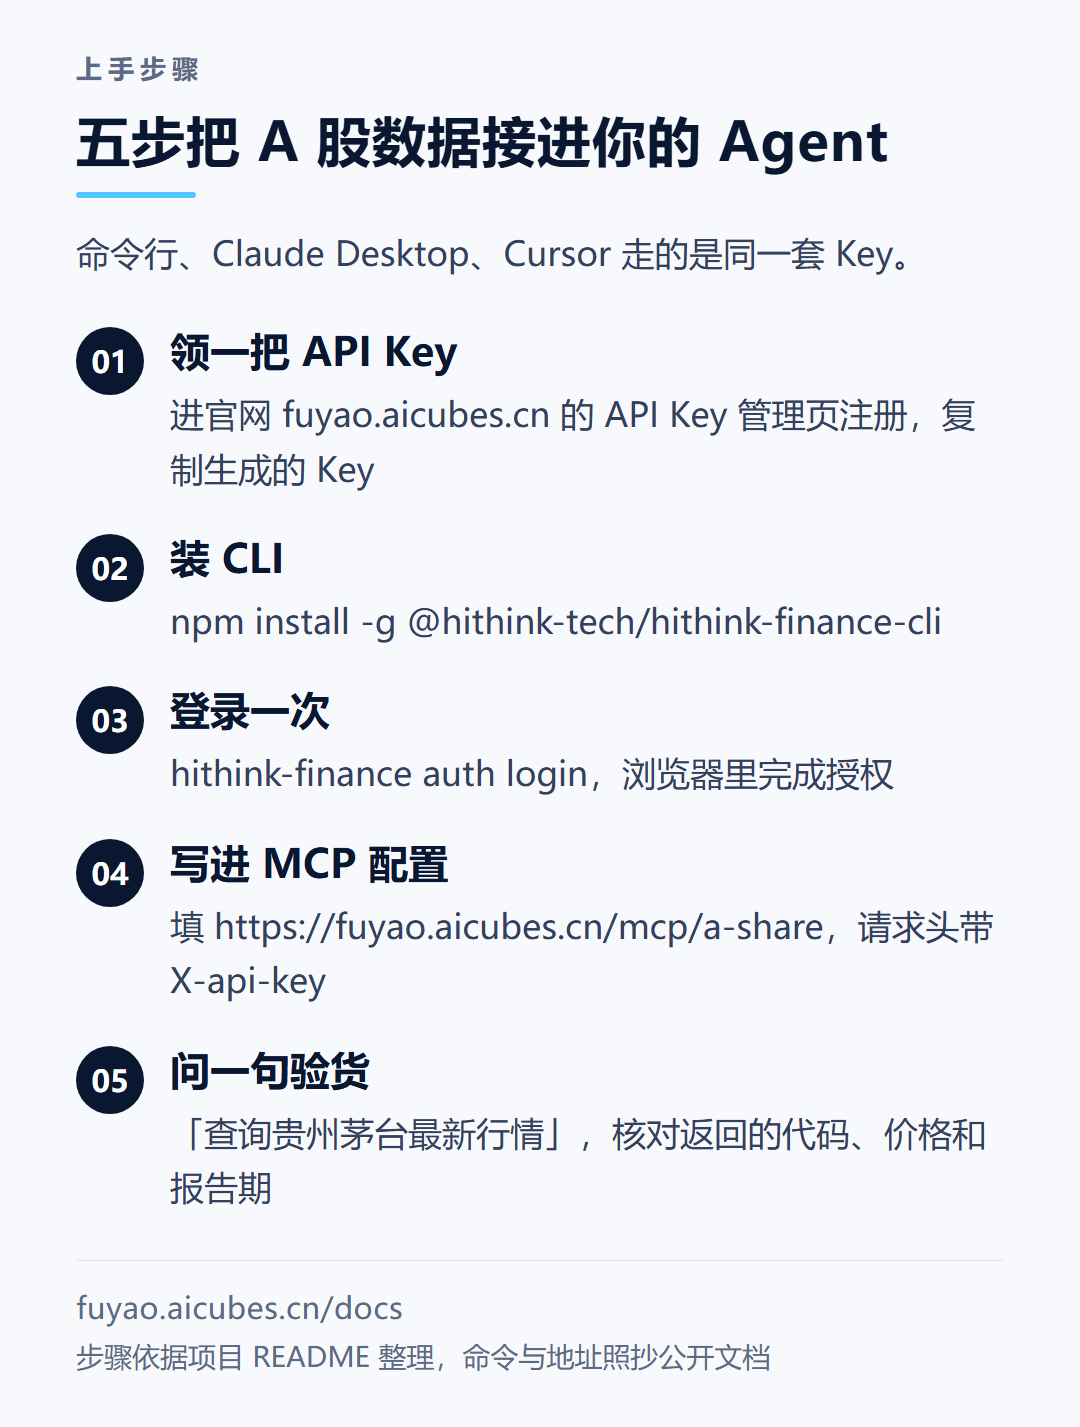 上手步骤
五步把 A 股数据接进你的 Agent
命令行、Claude Desktop、Cursor 走的是同一套 Key。
01
领一把 API Key
进官网 fuyao.aicubes.cn 的 API Key 管理页注册，复
制生成的 Key
02
装 CLI
npm install -g @hithink-tech/hithink-finance-cli
03
登录一次
hithink-finance auth login，浏览器里完成授权
04
写进 MCP 配置
填 https://fuyao.aicubes.cn/mcp/a-share，请求头带
X-api-key
05
问一句验货
「查询贵州茅台最新行情」，核对返回的代码、价格和
报告期
fuyao.aicubes.cn/docs
步骤依据项目 README 整理，命令与地址照抄公开文档